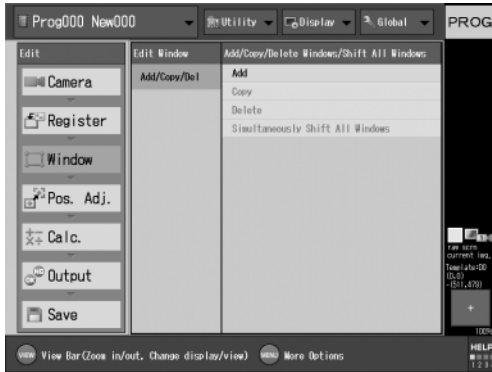 Prog000 New000 Utility Display Global PROG
Edit Edit Window Add/Copy/Delete Windows/Shift All Windows
Camera Add/Copy/Del Add
Copy
Register Delete
Simultaneously Shift All Windows
Window
Pos. Adj.
Calc.
Output
Save
raw scrn
current img.
Template:00
(0,0)
-(511,479)
+
100%
VIEW View Bar(Zoom in/out, Change display/view) MENU More Options HELP
1 2 3